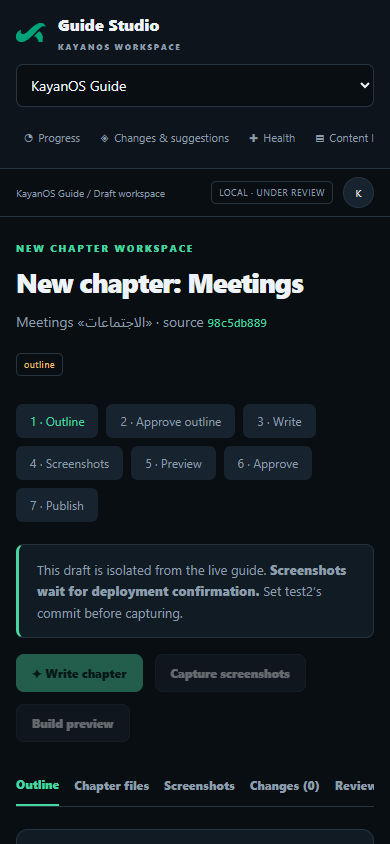 Guide Studio
KAYANOS WORKSPACE
KayanOS Guide
Progress
Changes & suggestions
Health
Content
KayanOS Guide / Draft workspace
LOCAL · UNDER REVIEW
K
NEW CHAPTER WORKSPACE
New chapter: Meetings
Meetings «الاجتماعات» · source 98c5db889
outline
1 · Outline
2 · Approve outline
3 · Write
4 · Screenshots
5 · Preview
6 · Approve
7 · Publish
This draft is isolated from the live guide. Screenshots
wait for deployment confirmation. Set test2's
commit before capturing.
✦ Write chapter
Capture screenshots
Build preview
Outline
Chapter files
Screenshots
Changes (0)
Review